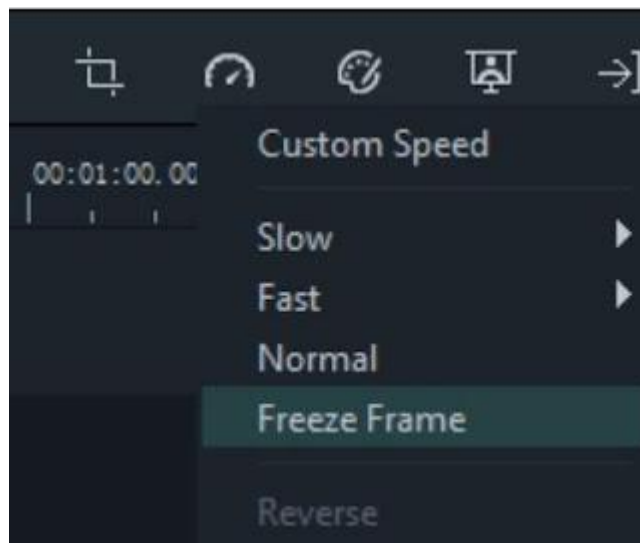 00:01:00.00
Custom Speed
Slow
Fast
Normal
Freeze Frame
Reverse